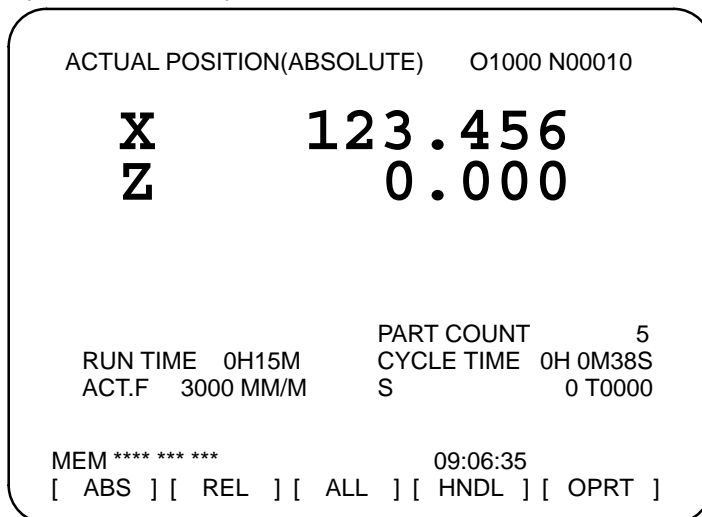 ACTUAL POSITION(ABSOLUTE) O1000 N00010
X 123.456
Z 0.000
PART COUNT 5
RUN TIME 0H15M CYCLE TIME 0H 0M38S
ACT.F 3000 MM/M S 0 T0000
MEM **** *** *** 09:06:35
[ ABS ] [ REL ] [ ALL ] [ HNDL ] [ OPRT ]